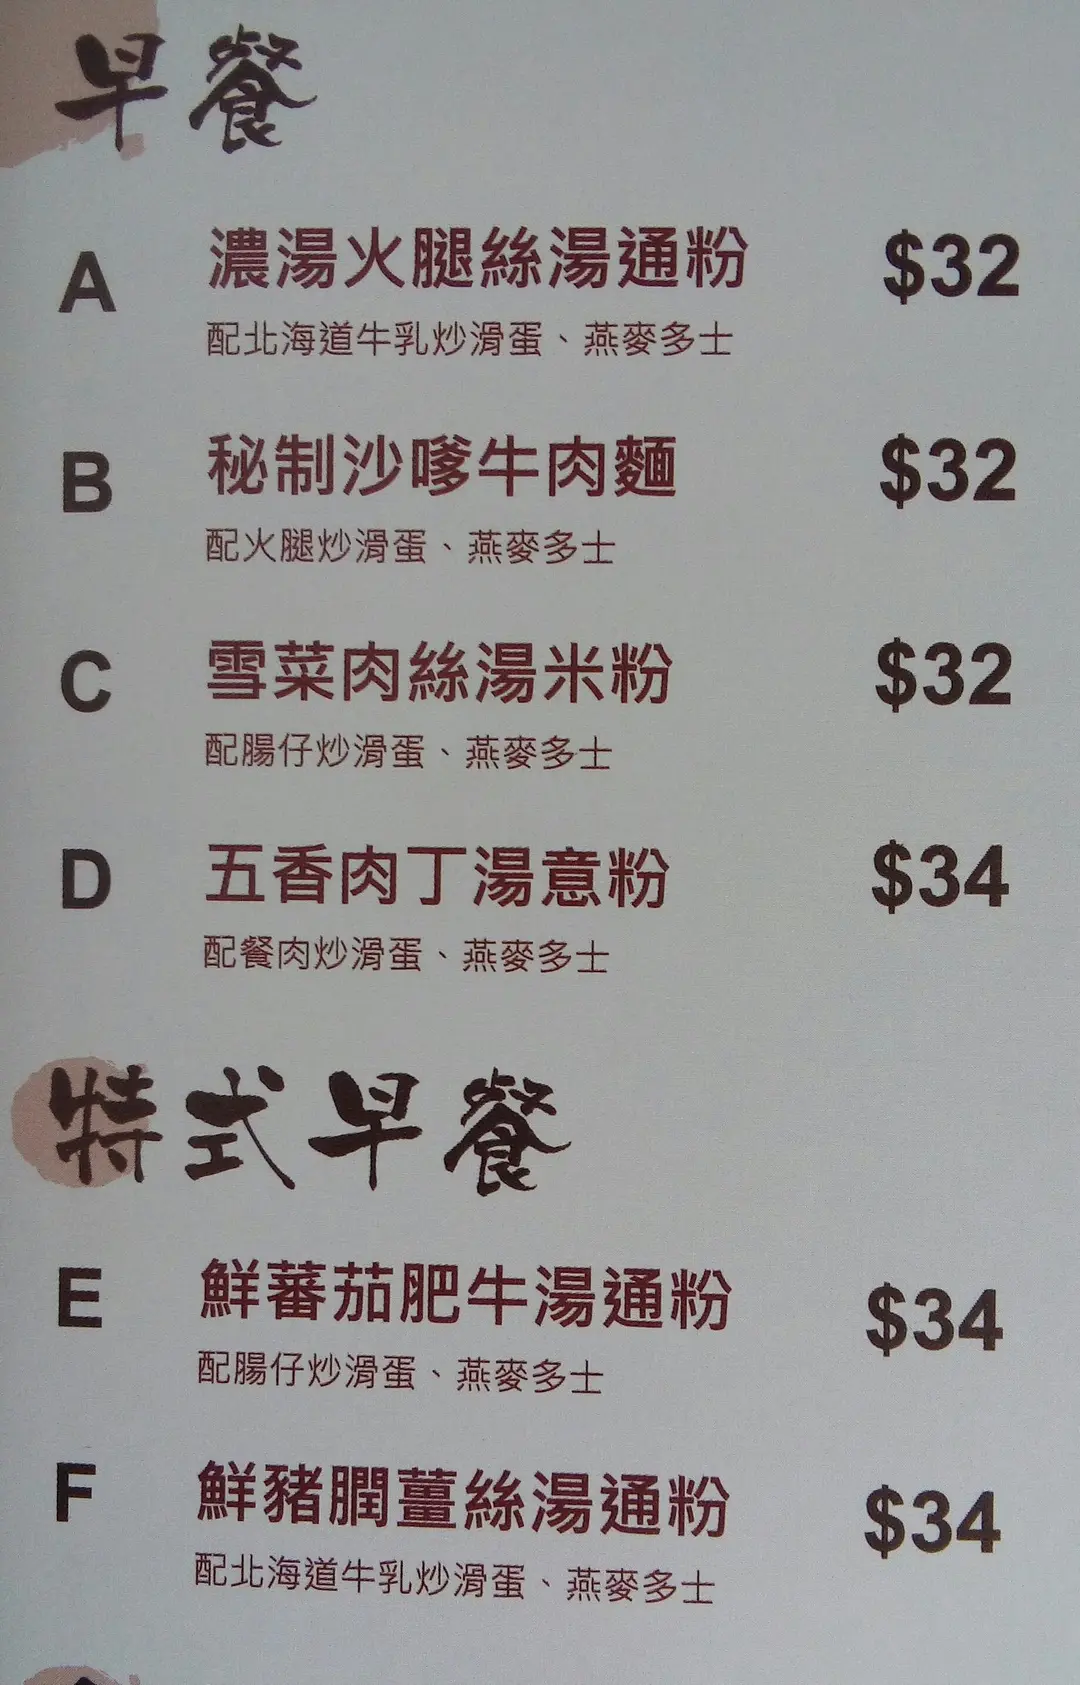 早餐
A 濃湯火腿絲湯通粉 $32
配北海道牛乳炒滑蛋、燕麥多士
B 秘制沙嗲牛肉麵 $32
配火腿炒滑蛋、燕麥多士
C 雪菜肉絲湯米粉 $32
配腸仔炒滑蛋、燕麥多士
D 五香肉丁湯意粉 $34
配餐肉炒滑蛋、燕麥多士
特式早餐
E 鮮蕃茄肥牛湯通粉 $34
配腸仔炒滑蛋、燕麥多士
F 鮮豬膶薑絲湯通粉 $34
配北海道牛乳炒滑蛋、燕麥多士